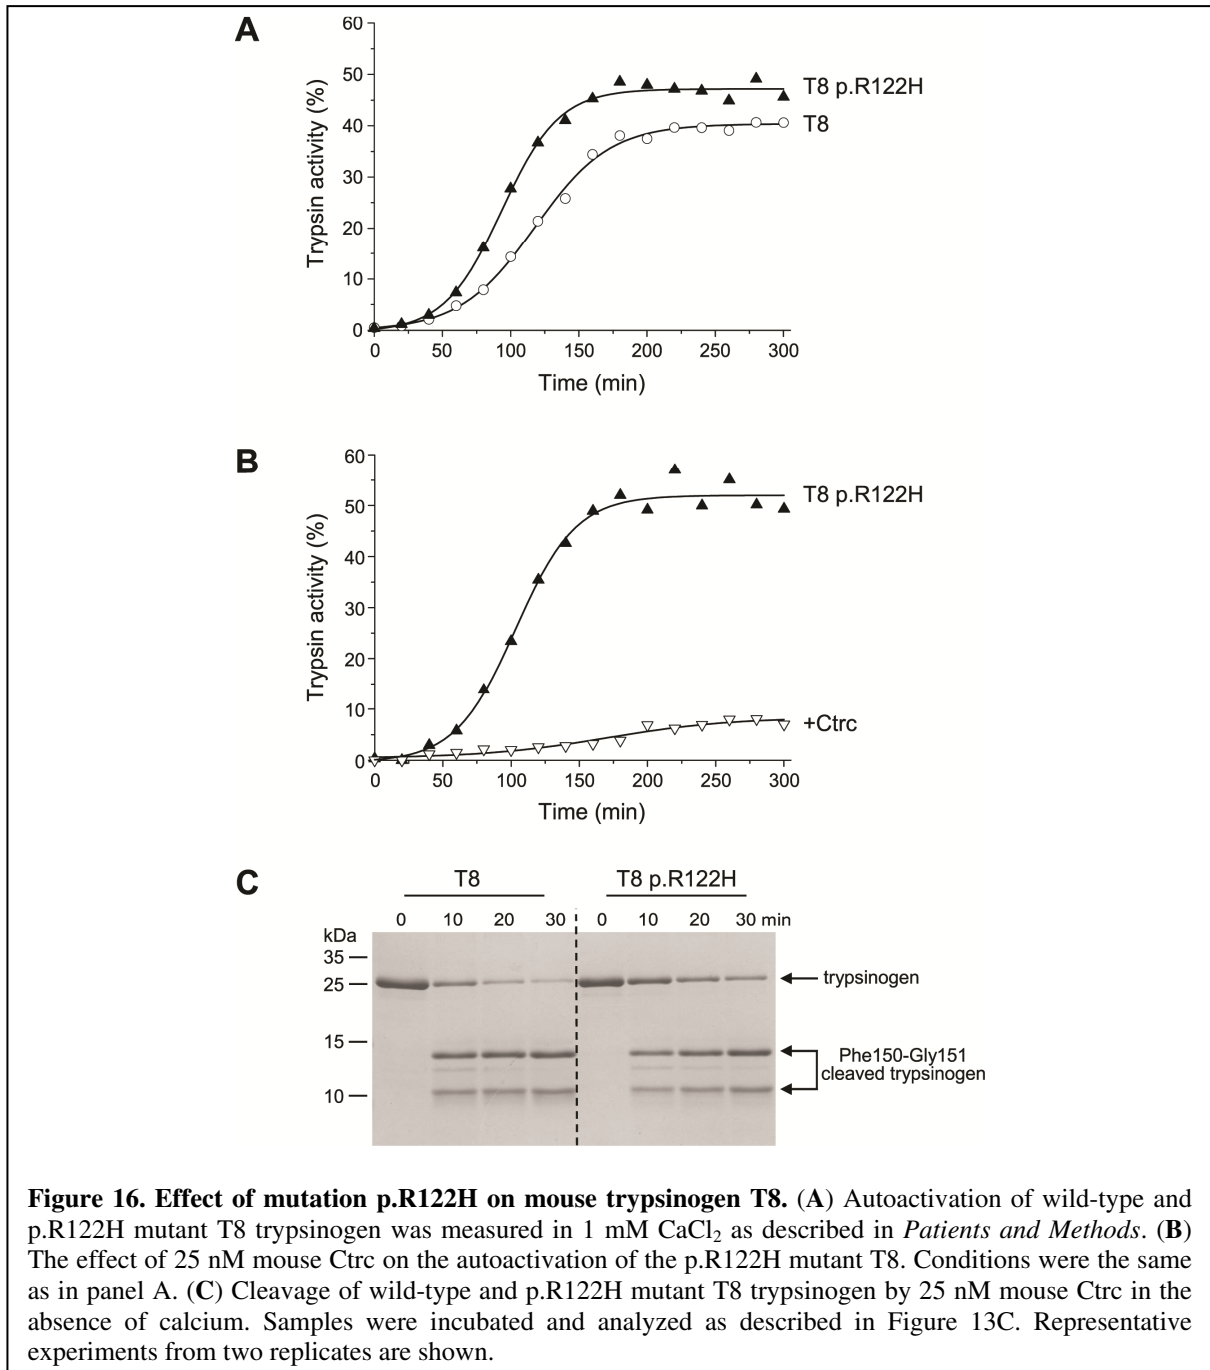 A
60
50
40
30
20
10
0
Trypsin activity (%)
T8 p.R122H
T8
0 50 100 150 200 250 300
Time (min)
B
60
50
40
30
20
10
0
Trypsin activity (%)
T8 p.R122H
+Ctrc
0 50 100 150 200 250 300
Time (min)
C
T8 T8 p.R122H
0 10 20 30 0 10 20 30 min
kDa
35
25
15
10
trypsinogen
Phe150-Gly151
cleaved trypsinogen
Figure 16. Effect of mutation p.R122H on mouse trypsinogen T8. (A) Autoactivation of wild-type and
p.R122H mutant T8 trypsinogen was measured in 1 mM CaCl₂ as described in Patients and Methods. (B)
The effect of 25 nM mouse Ctrc on the autoactivation of the p.R122H mutant T8. Conditions were the same
as in panel A. (C) Cleavage of wild-type and p.R122H mutant T8 trypsinogen by 25 nM mouse Ctrc in the
absence of calcium. Samples were incubated and analyzed as described in Figure 13C. Representative
experiments from two replicates are shown.